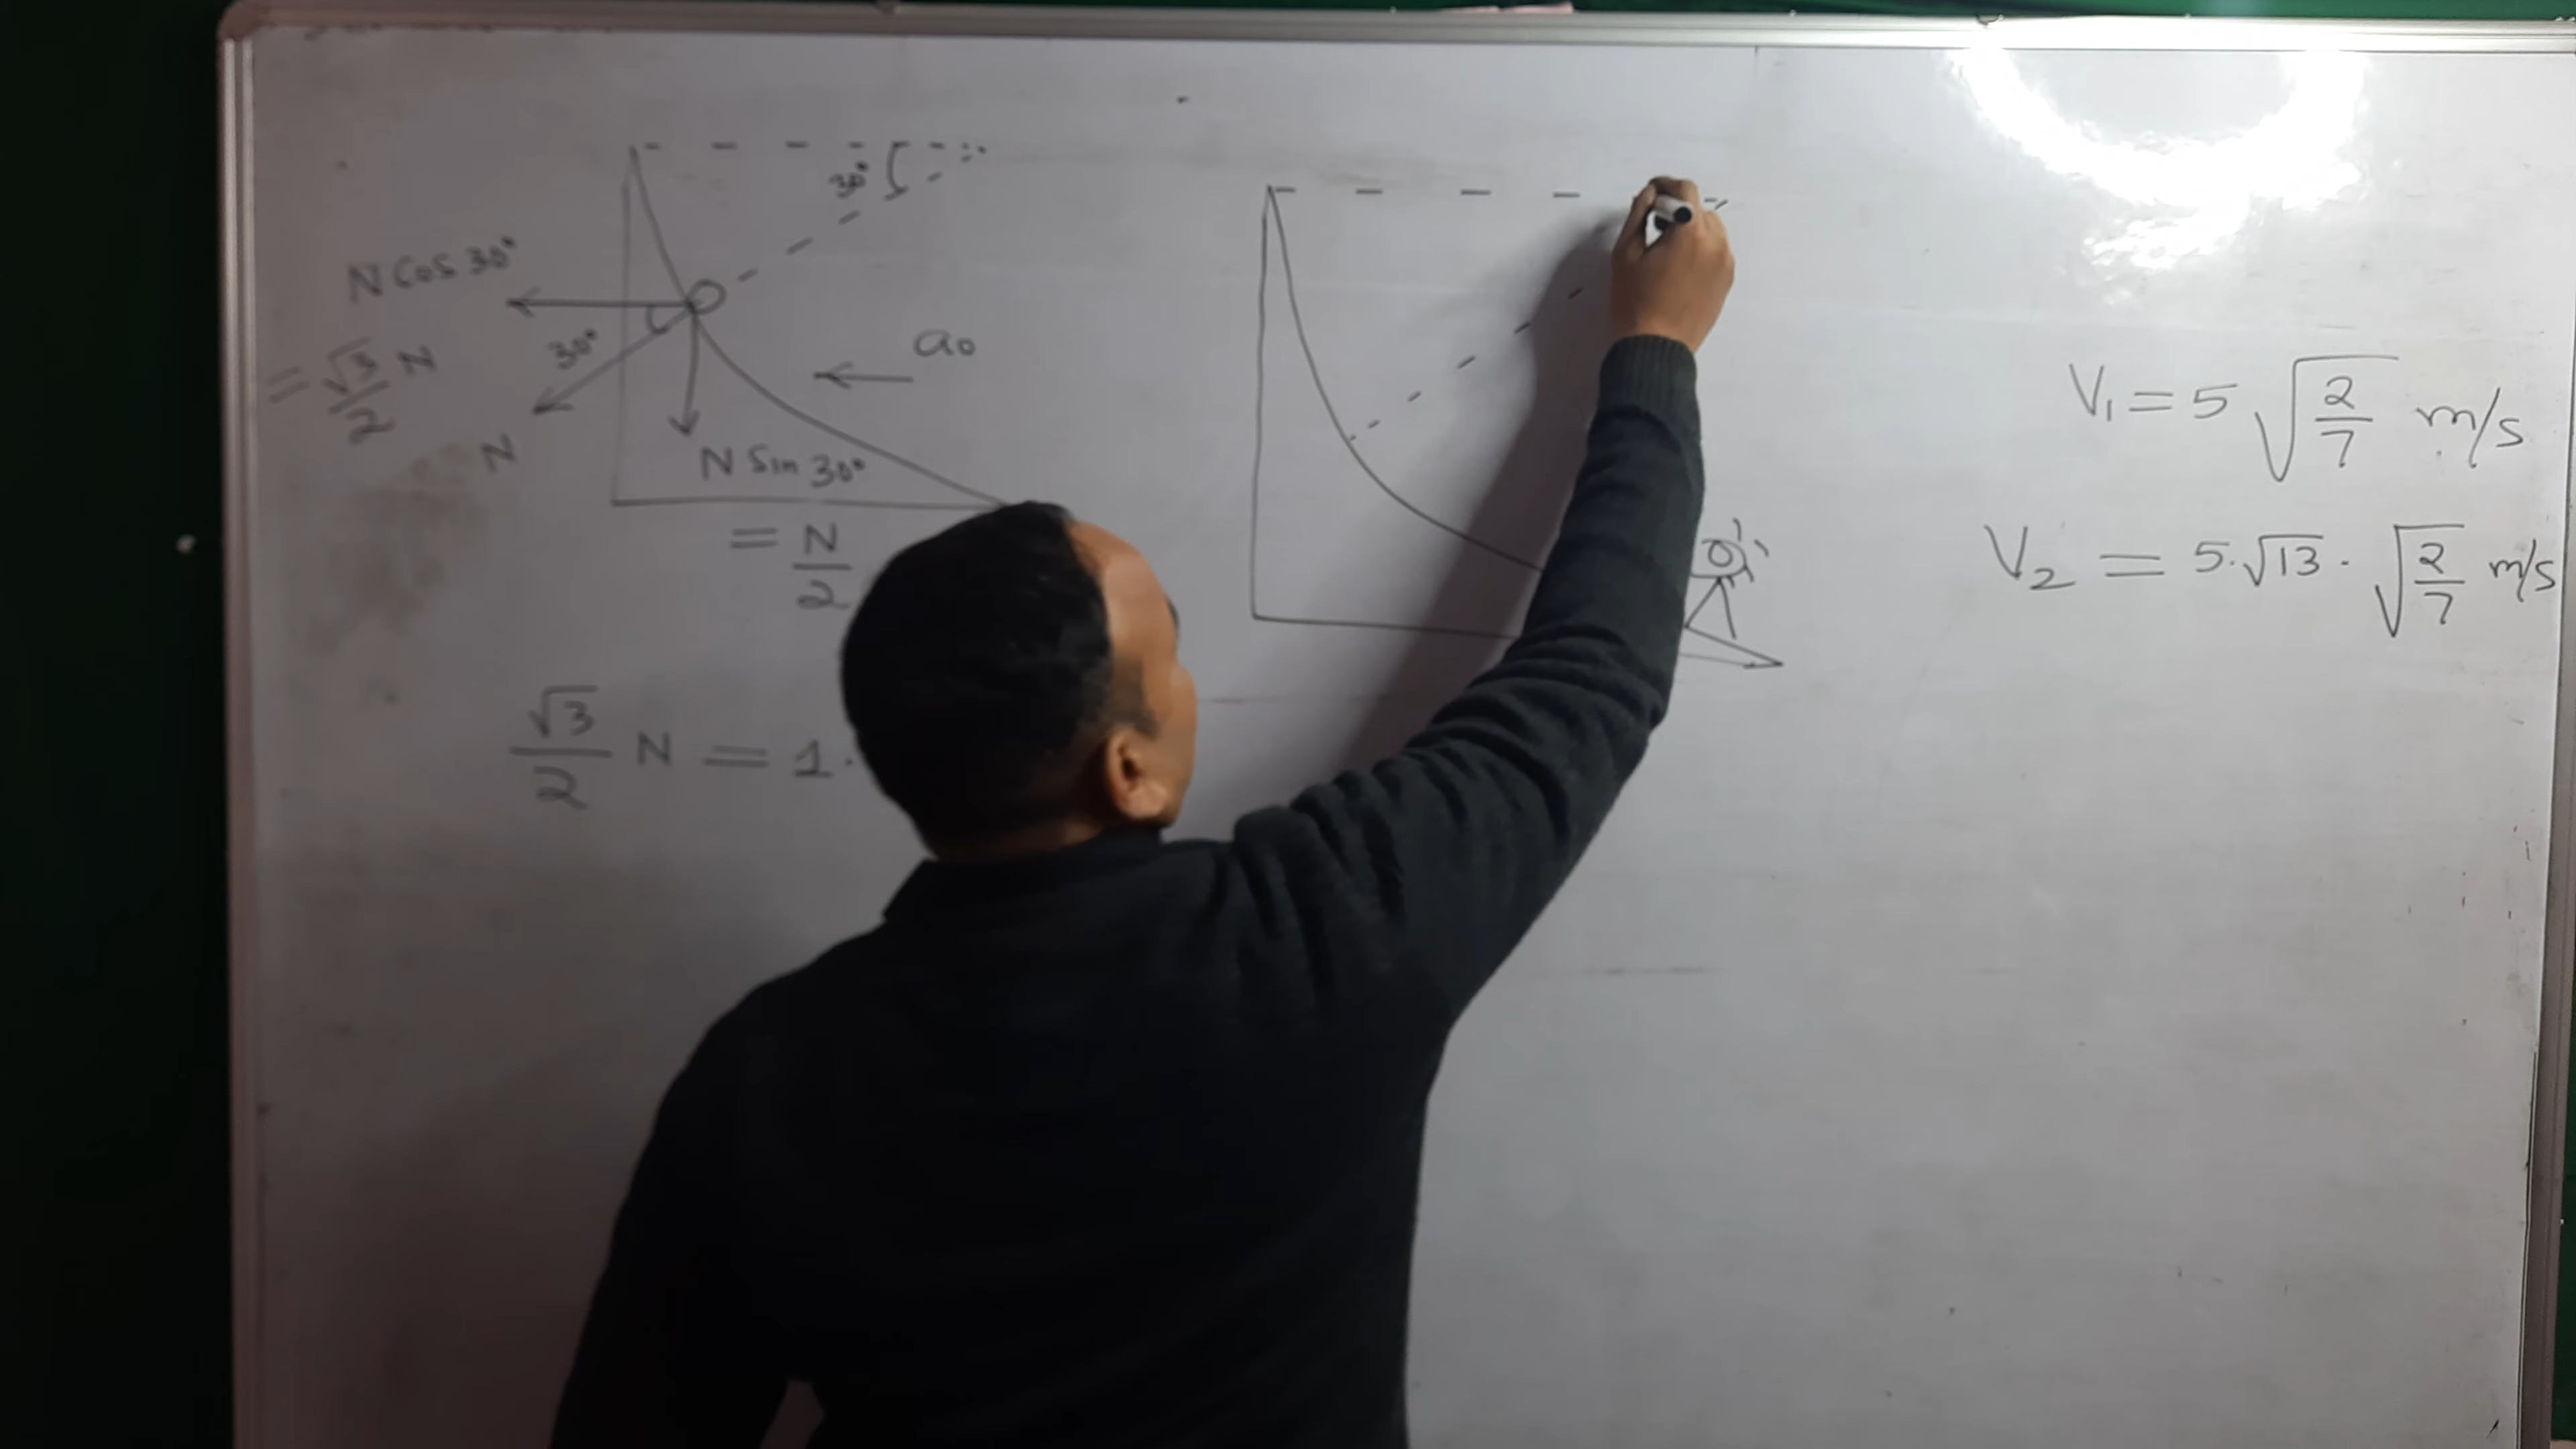 30°
N Cos 30°
= √3/2 N
30°
N
a₀
N Sin 30°
= N/2
√3/2 N = 1.
V₁ = 5 √(2/7) m/s
V₂ = 5.√13 . √(2/7) m/s